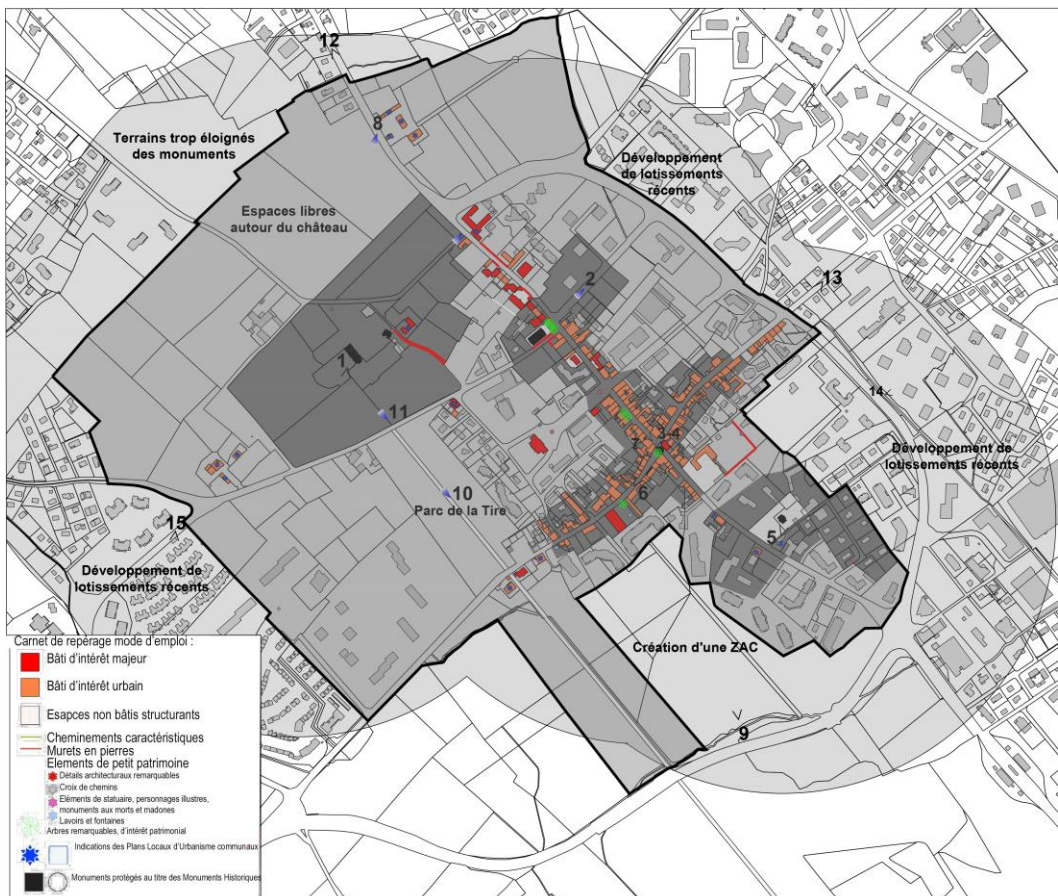 12
Terrains trop éloignés
des monuments
8
Développement
de lotissements
récents
Espaces libres
autour du château
2
13
1
11
14
3-4
7
Développement de
lotissements récents
10
Parc de la Tire
6
5
15
Développement de
lotissements récents
Création d'une ZAC
9
Carnet de repérage mode d'emploi :
Bâti d'intérêt majeur
Bâti d'intérêt urbain
Esapces non bâtis structurants
Cheminements caractéristiques
Murets en pierres
Elements de petit patrimoine
Détails architecturaux remarquables
Croix de chemins
Eléments de statuaire, personnages illustres,
monuments aux morts et madones
Lavoirs et fontaines
Arbres remarquables, d'intérêt patrimonial
Indications des Plans Locaux d'Urbanisme communaux
Monuments protégés au titre des Monuments Historiques